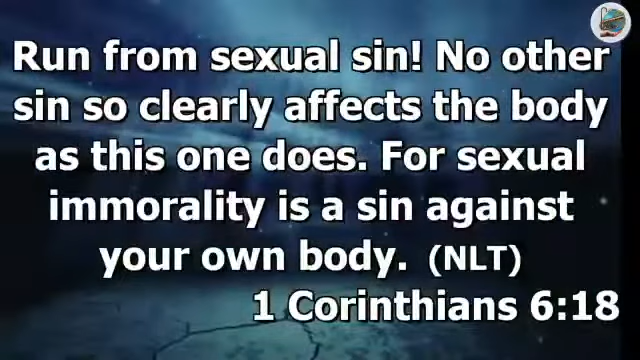 Run from sexual sin! No other
sin so clearly affects the body
as this one does. For sexual
immorality is a sin against
your own body. (NLT)
1 Corinthians 6:18